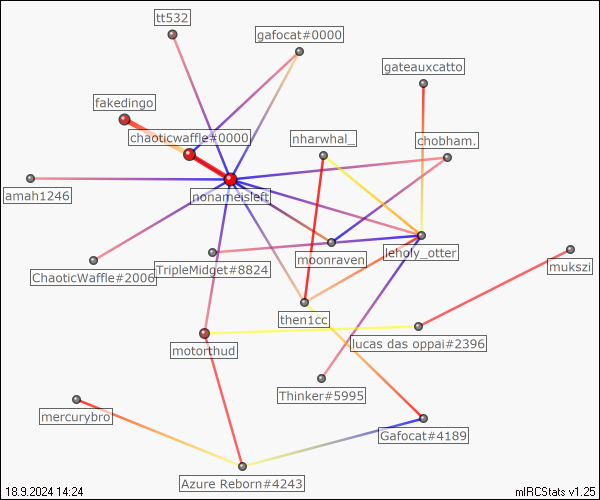 tt532
gafocat#0000
gateauxcatto
fakedingo
chaoticwaffle#0000
nharwhal_
chobham.
amah1246
nonameisleft
ChaoticWaffle#2006
TripleMidget#8824
moonraven
leholy_otter
mukszi
then1cc
motorthud
lucas das oppai#2396
Thinker#5995
mercurybro
Gafocat#4189
Azure Reborn#4243
18.9.2024 14:24
mIRCStats v1.25